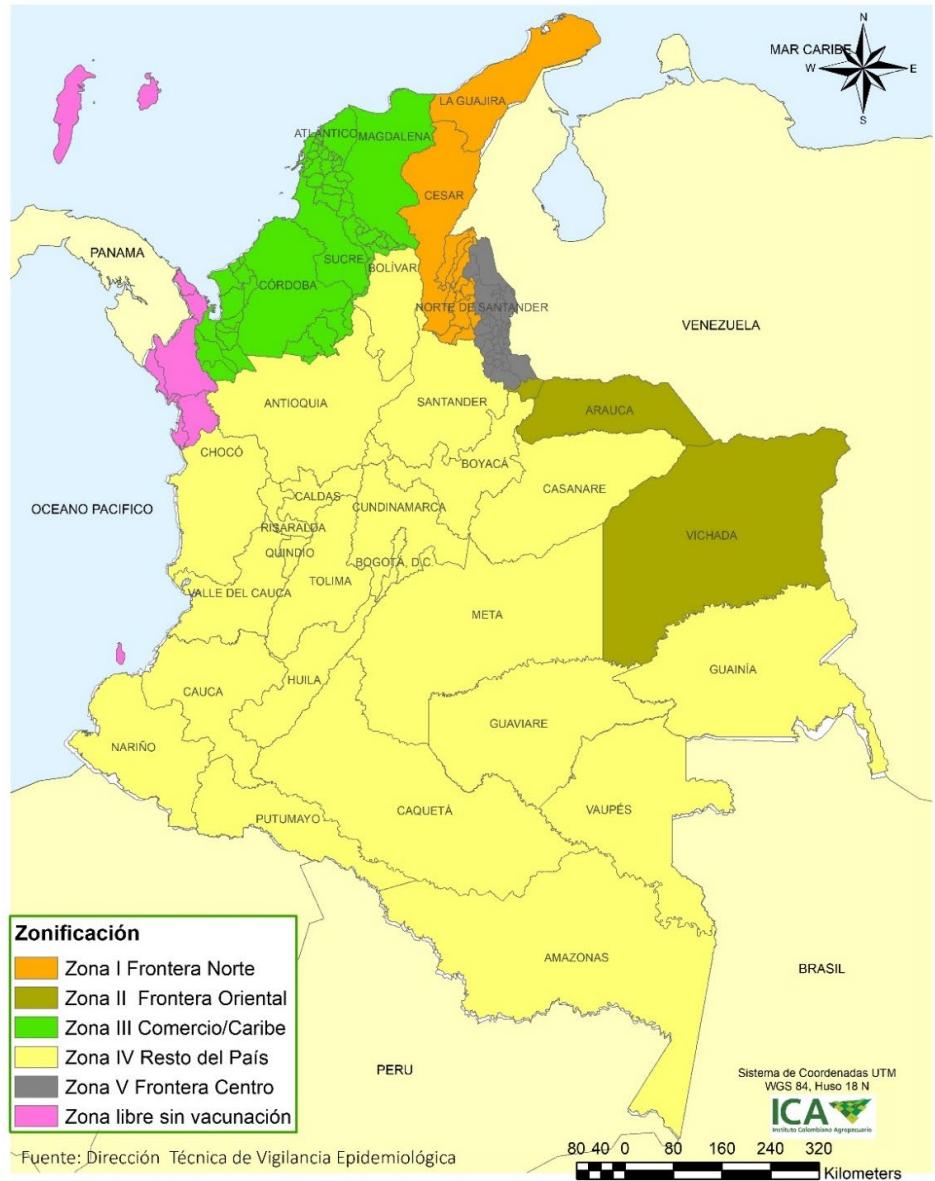 N
MAR CARIBE
W
E
S
LA GUAJIRA
ATLÁNTICO
MAGDALENA
CESAR
PANAMA
SUCRE
BOLÍVAR
CÓRDOBA
NORTE DE SANTANDER
VENEZUELA
ANTIOQUIA
SANTANDER
ARAUCA
CHOCÓ
BOYACÁ
CASANARE
OCEANO PACIFICO
CALDAS
CUNDINAMARCA
RISARALDA
VICHADA
QUINDIO
BOGOTÁ, D.C.
TOLIMA
VALLE DEL CAUCA
META
GUAINÍA
HUILA
CAUCA
GUAVIARE
NARIÑO
CAQUETÁ
VAUPÉS
PUTUMAYO
AMAZONAS
BRASIL
PERU
Zonificación
Zona I Frontera Norte
Zona II Frontera Oriental
Zona III Comercio/Caribe
Zona IV Resto del País
Zona V Frontera Centro
Zona libre sin vacunación
Sistema de Coordenadas UTM
WGS 84, Huso 18 N
ICA
Instituto Colombiano Agropecuario
Fuente: Dirección Técnica de Vigilancia Epidemiológica
80 40 0 80 160 240 320
Kilometers